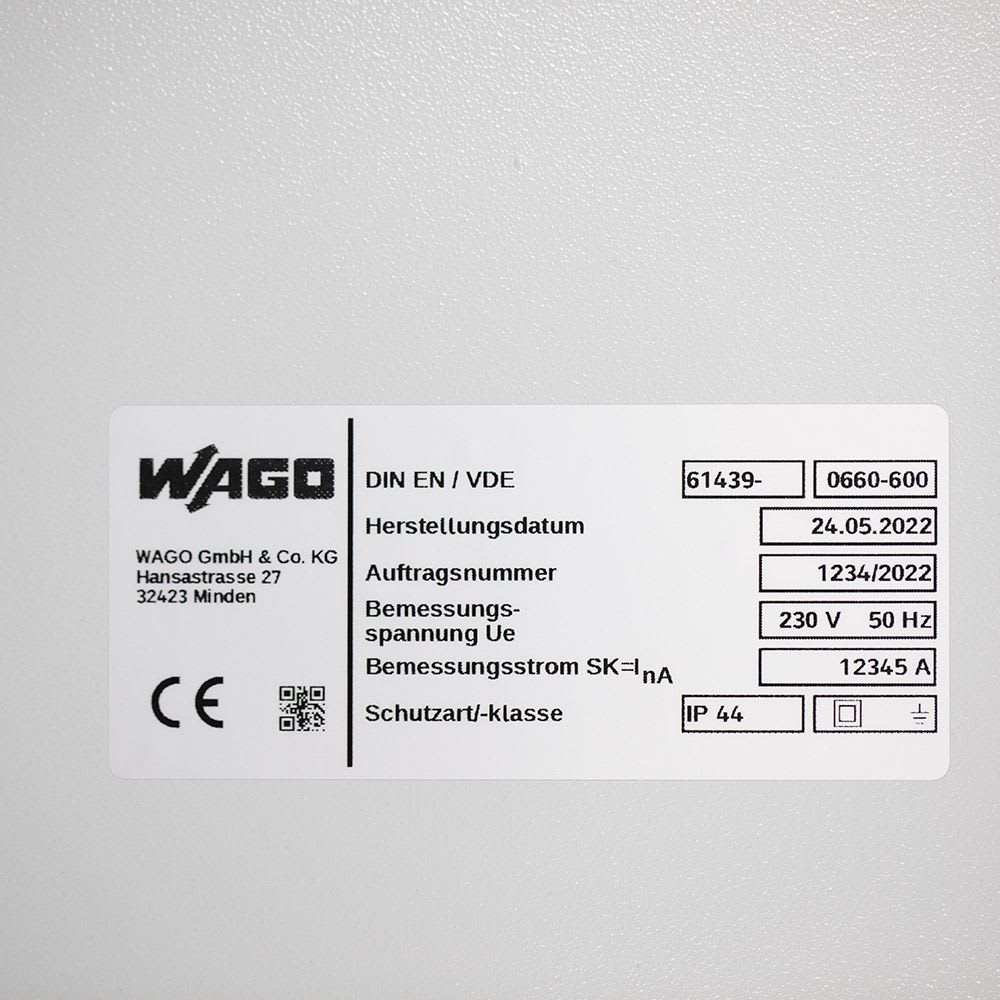 WAGO
WAGO GmbH & Co. KG
Hansastrasse 27
32423 Minden
CE
DIN EN / VDE 61439- 0660-600
Herstellungsdatum 24.05.2022
Auftragsnummer 1234/2022
Bemessungs-
spannung Ue 230 V 50 Hz
Bemessungsstrom SK=InA 12345 A
Schutzart/-klasse IP 44